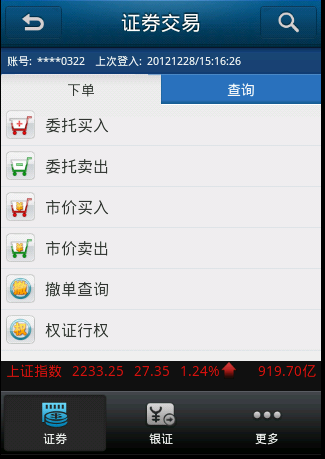 证券交易
账号: ****0322 上次登入: 20121228/15:16:26
下单 查询
委托买入
委托卖出
市价买入
市价卖出
撤单查询
权证行权
上证指数 2233.25 27.35 1.24% 919.70亿
证券 银证 更多